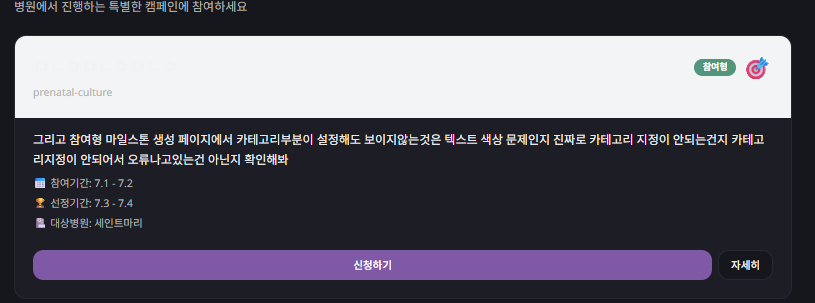 병원에서 진행하는 특별한 캠페인에 참여하세요
참여형
prenatal-culture
그리고 참여형 마일스톤 생성 페이지에서 카테고리부분이 설정해도 보이지않는것은 텍스트 색상 문제인지 진짜로 카테고리 지정이 안되는건지 카테고
리지정이 안되어서 오류나고있는건 아닌지 확인해봐
참여기간: 7.1 - 7.2
선정기간: 7.3 - 7.4
대상병원: 세인트마리
신청하기
자세히